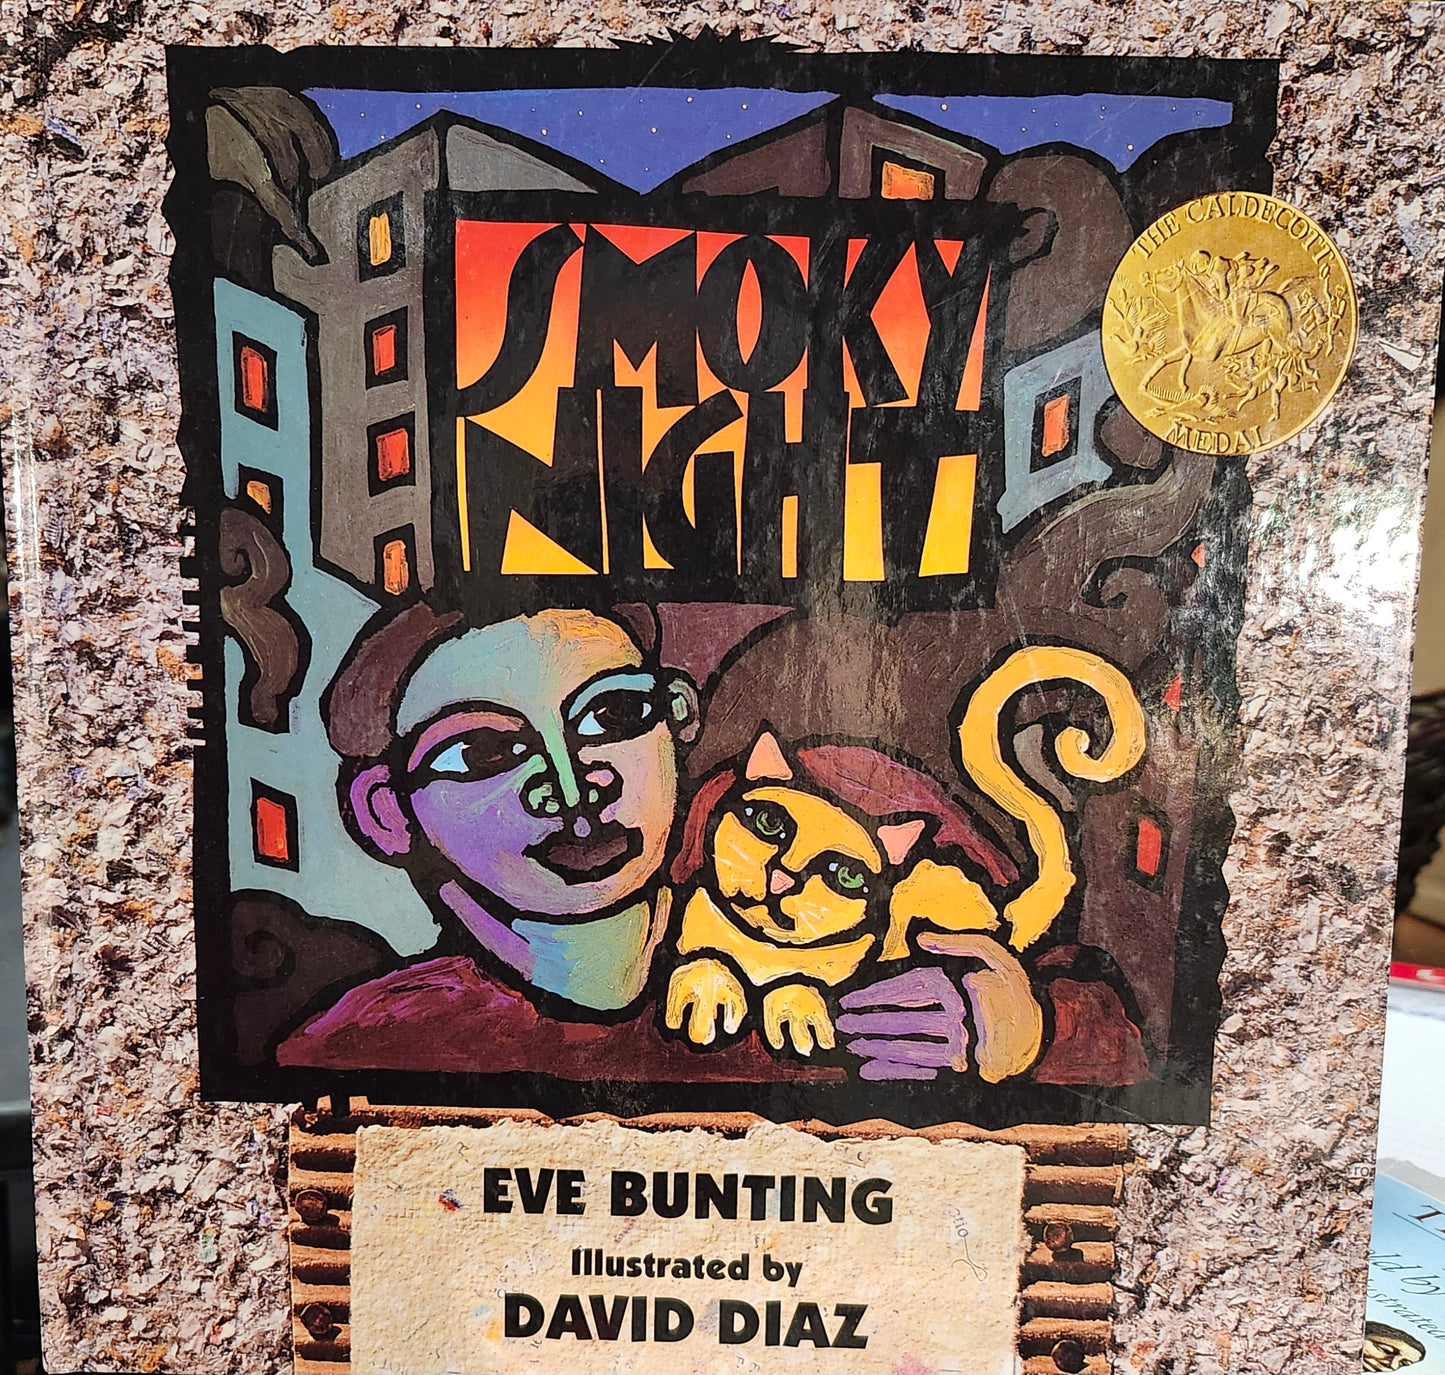 SMOKY
NIGHT
THE CALDECOTT
MEDAL
EVE BUNTING
Illustrated by
DAVID DIAZ